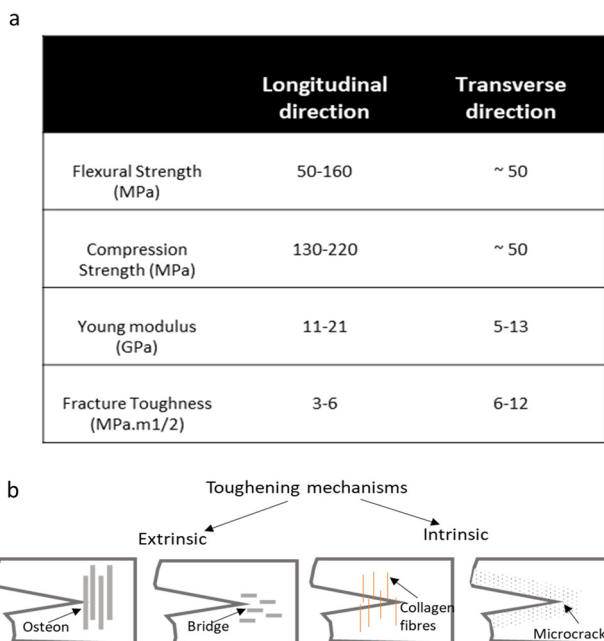 a
Longitudinal Transverse
direction direction
Flexural Strength 50-160 ~ 50
(MPa)
Compression 130-220 ~ 50
Strength (MPa)
Young modulus 11-21 5-13
(GPa)
Fracture Toughness 3-6 6-12
(MPa.m1/2)
b
Toughening mechanisms
Extrinsic Intrinsic
Osteon
Bridge
Collagen
fibres
Microcrack